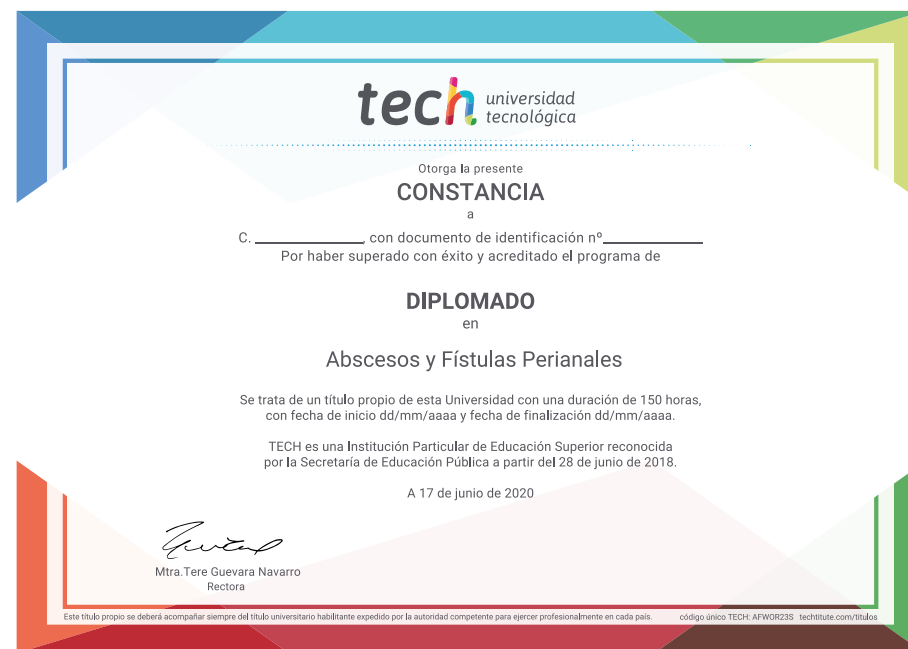 tech universidad
tecnológica
Otorga la presente
CONSTANCIA
a
C. ______________, con documento de identificación nº______________
Por haber superado con éxito y acreditado el programa de
DIPLOMADO
en
Abscesos y Fístulas Perianales
Se trata de un título propio de esta Universidad con una duración de 150 horas,
con fecha de inicio dd/mm/aaaa y fecha de finalización dd/mm/aaaa.
TECH es una Institución Particular de Educación Superior reconocida
por la Secretaría de Educación Pública a partir del 28 de junio de 2018.
A 17 de junio de 2020
Mtra.Tere Guevara Navarro
Rectora
Este título propio se deberá acompañar siempre del título universitario habilitante expedido por la autoridad competente para ejercer profesionalmente en cada país. código único TECH: AFWOR23S techtitute.com/titulos